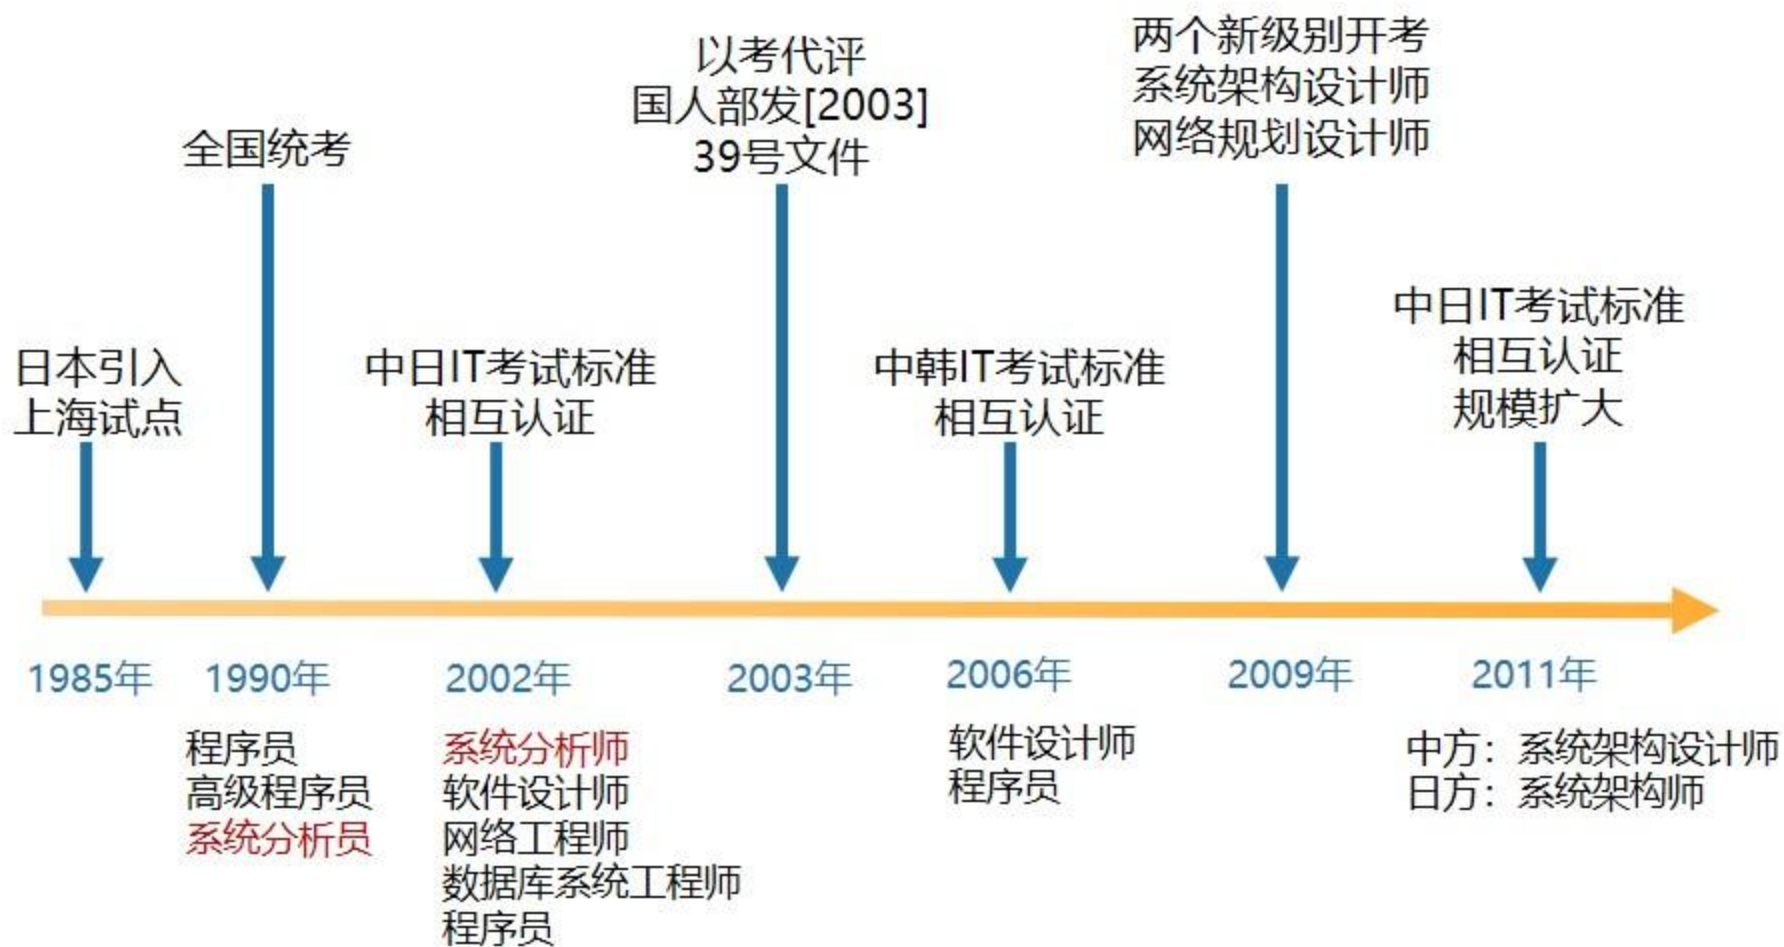 日本引入
上海试点
全国统考
中日IT考试标准
相互认证
以考代评
国人部发[2003]
39号文件
中韩IT考试标准
相互认证
两个新级别开考
系统架构设计师
网络规划设计师
中日IT考试标准
相互认证
规模扩大
1985年
1990年
2002年
2003年
2006年
2009年
2011年
程序员
高级程序员
系统分析员
系统分析师
软件设计师
网络工程师
数据库系统工程师
程序员
软件设计师
程序员
中方：系统架构设计师
日方：系统架构师